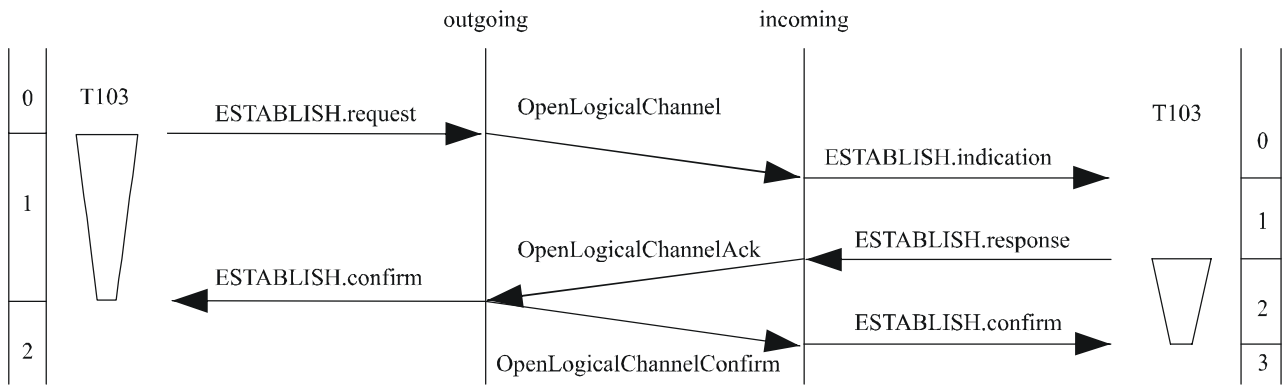 outgoing
incoming
0
T103
ESTABLISH.request
OpenLogicalChannel
T103
0
ESTABLISH.indication
1
1
OpenLogicalChannelAck
ESTABLISH.response
ESTABLISH.confirm
2
ESTABLISH.confirm
2
OpenLogicalChannelConfirm
3